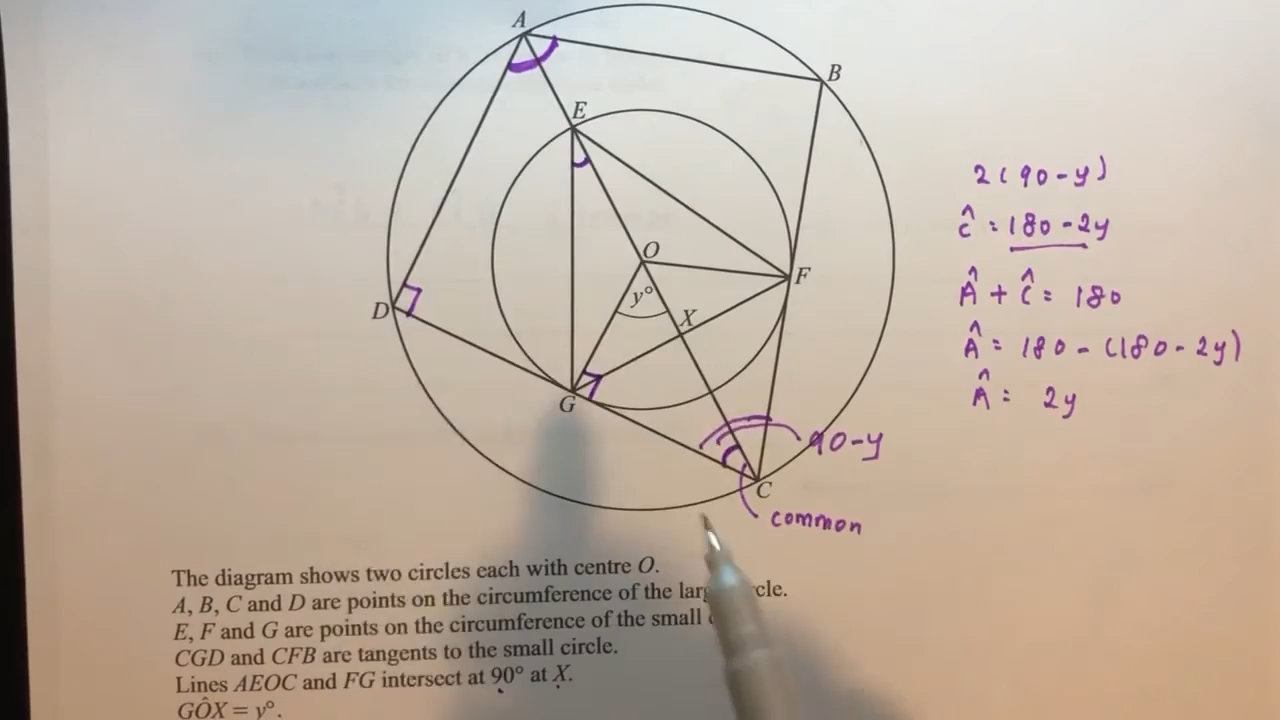 A
B
E
O
F
y°
X
D
G
C
2(90-y)
Ĉ: 180-2y
Â + Ĉ = 180
Â = 180 - (180 - 2y)
Â = 2y
90-y
common
The diagram shows two circles each with centre O.
A, B, C and D are points on the circumference of the
E, F and G are points on the circumference of the small
CGD and CFB are tangents to the small circle.
Lines AEOC and FG intersect at 90° at X.
GÔX = y°.